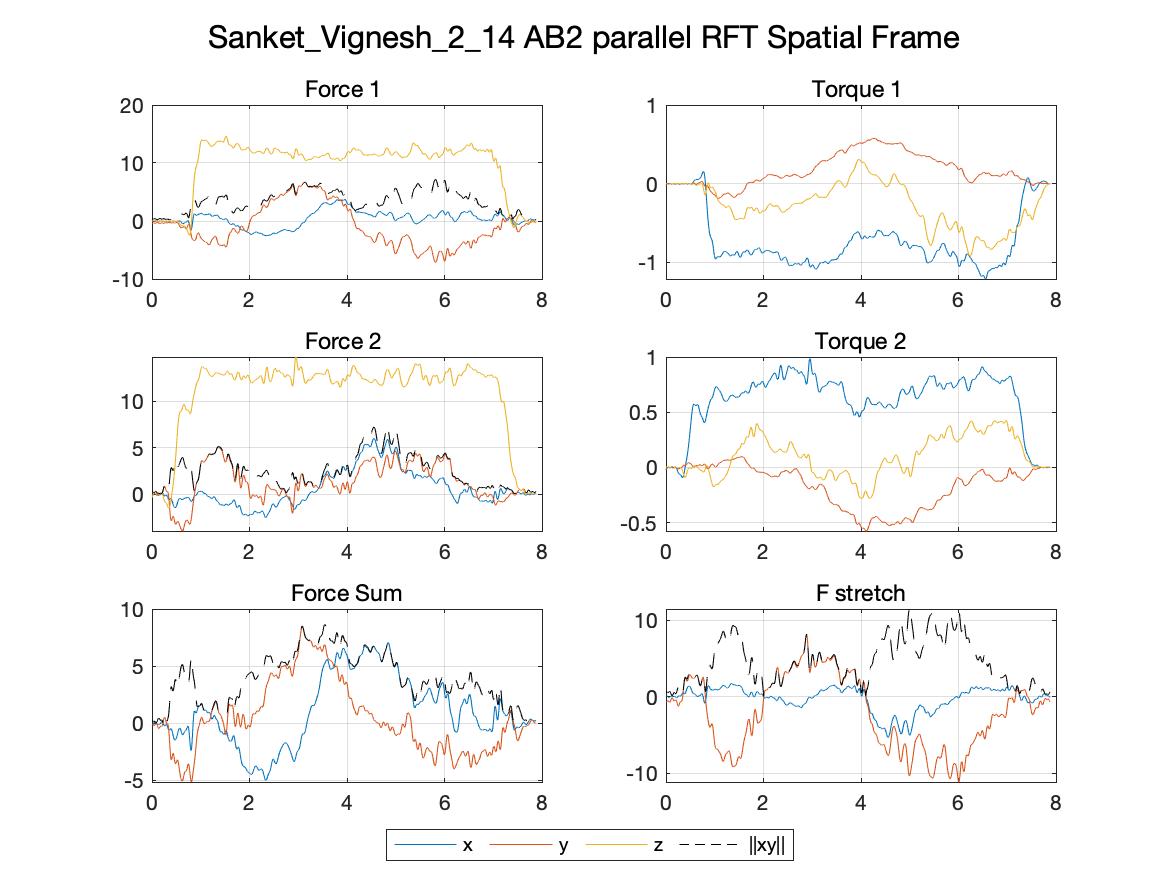 Sanket_Vignesh_2_14 AB2 parallel RFT Spatial Frame
Force 1
20
10
0
-10
0 2 4 6 8
Torque 1
1
0
-1
0 2 4 6 8
Force 2
10
5
0
0 2 4 6 8
Torque 2
1
0.5
0
-0.5
0 2 4 6 8
Force Sum
10
5
0
-5
0 2 4 6 8
F stretch
10
0
-10
0 2 4 6 8
x y z ||xy||